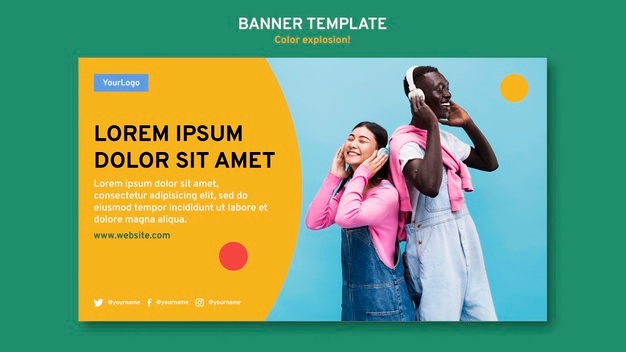 BANNER TEMPLATE
Color explosion!
YourLogo
LOREM IPSUM
DOLOR SIT AMET
Lorem ipsum dolor sit amet,
consectetur adipisicing elit, sed do
eiusmod tempor incididunt ut labore et
dolore magna aliqua.
www.website.com
@yourname @yourname @yourname